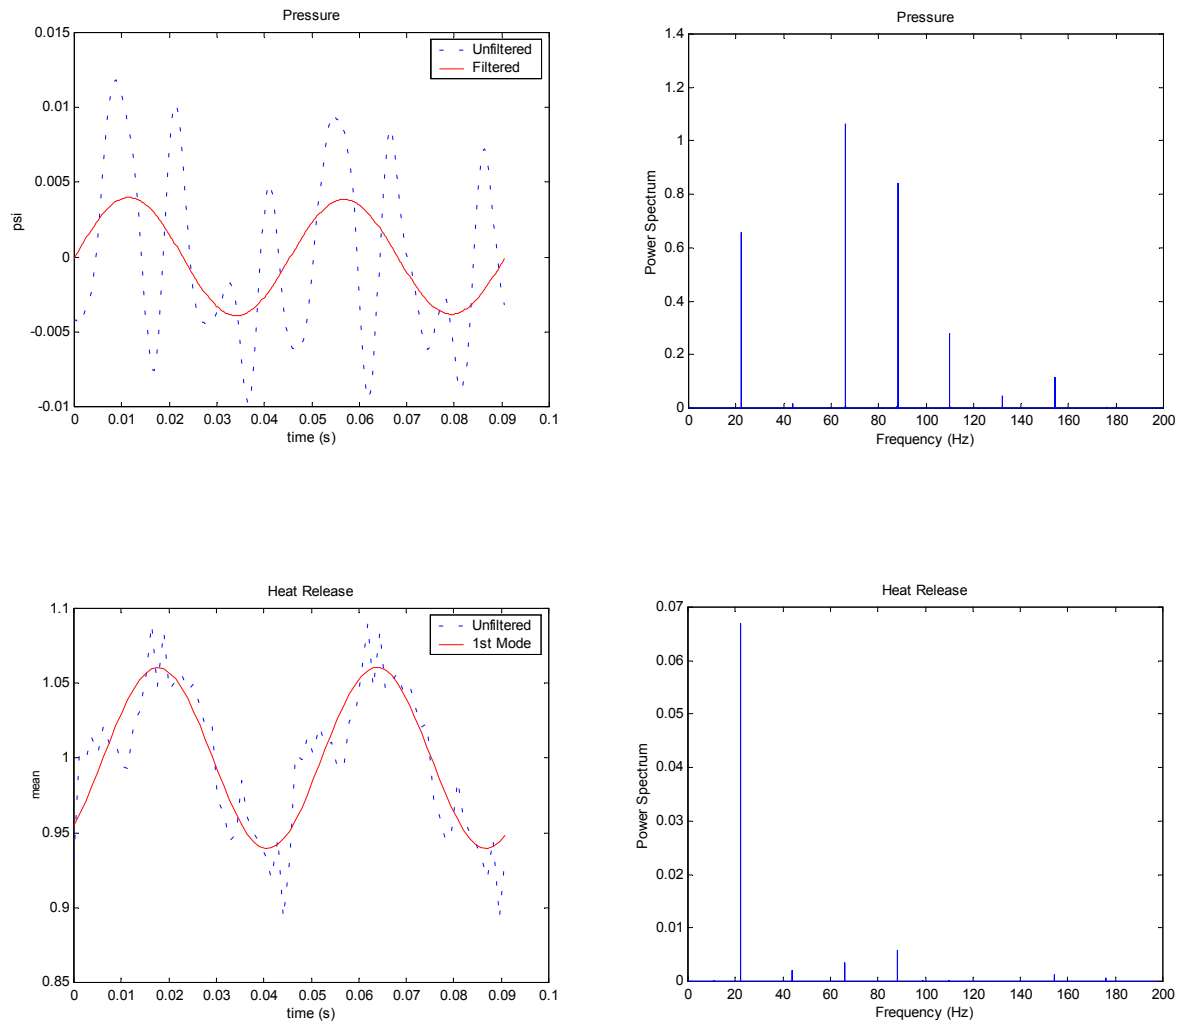 Pressure
0.015
0.01
0.005
0
-0.005
-0.01
psi
Unfiltered
Filtered
0 0.01 0.02 0.03 0.04 0.05 0.06 0.07 0.08 0.09 0.1
time (s)
Pressure
1.4
1.2
1
0.8
0.6
0.4
0.2
0
Power Spectrum
0 20 40 60 80 100 120 140 160 180 200
Frequency (Hz)
Heat Release
1.1
1.05
1
0.95
0.9
0.85
mean
Unfiltered
1st Mode
0 0.01 0.02 0.03 0.04 0.05 0.06 0.07 0.08 0.09 0.1
time (s)
Heat Release
0.07
0.06
0.05
0.04
0.03
0.02
0.01
0
Power Spectrum
0 20 40 60 80 100 120 140 160 180 200
Frequency (Hz)